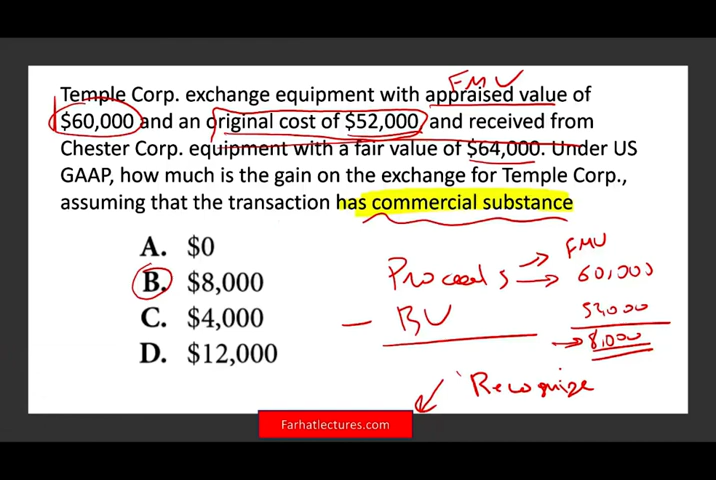 FMV
Temple Corp. exchange equipment with appraised value of
$60,000 and an original cost of $52,000 and received from
Chester Corp. equipment with a fair value of $64,000. Under US
GAAP, how much is the gain on the exchange for Temple Corp.,
assuming that the transaction has commercial substance
A. $0
B. $8,000
C. $4,000
D. $12,000
FMV
Proceeds 60,000
- BV 52000
8,000
Recognize
Farhatlectures.com